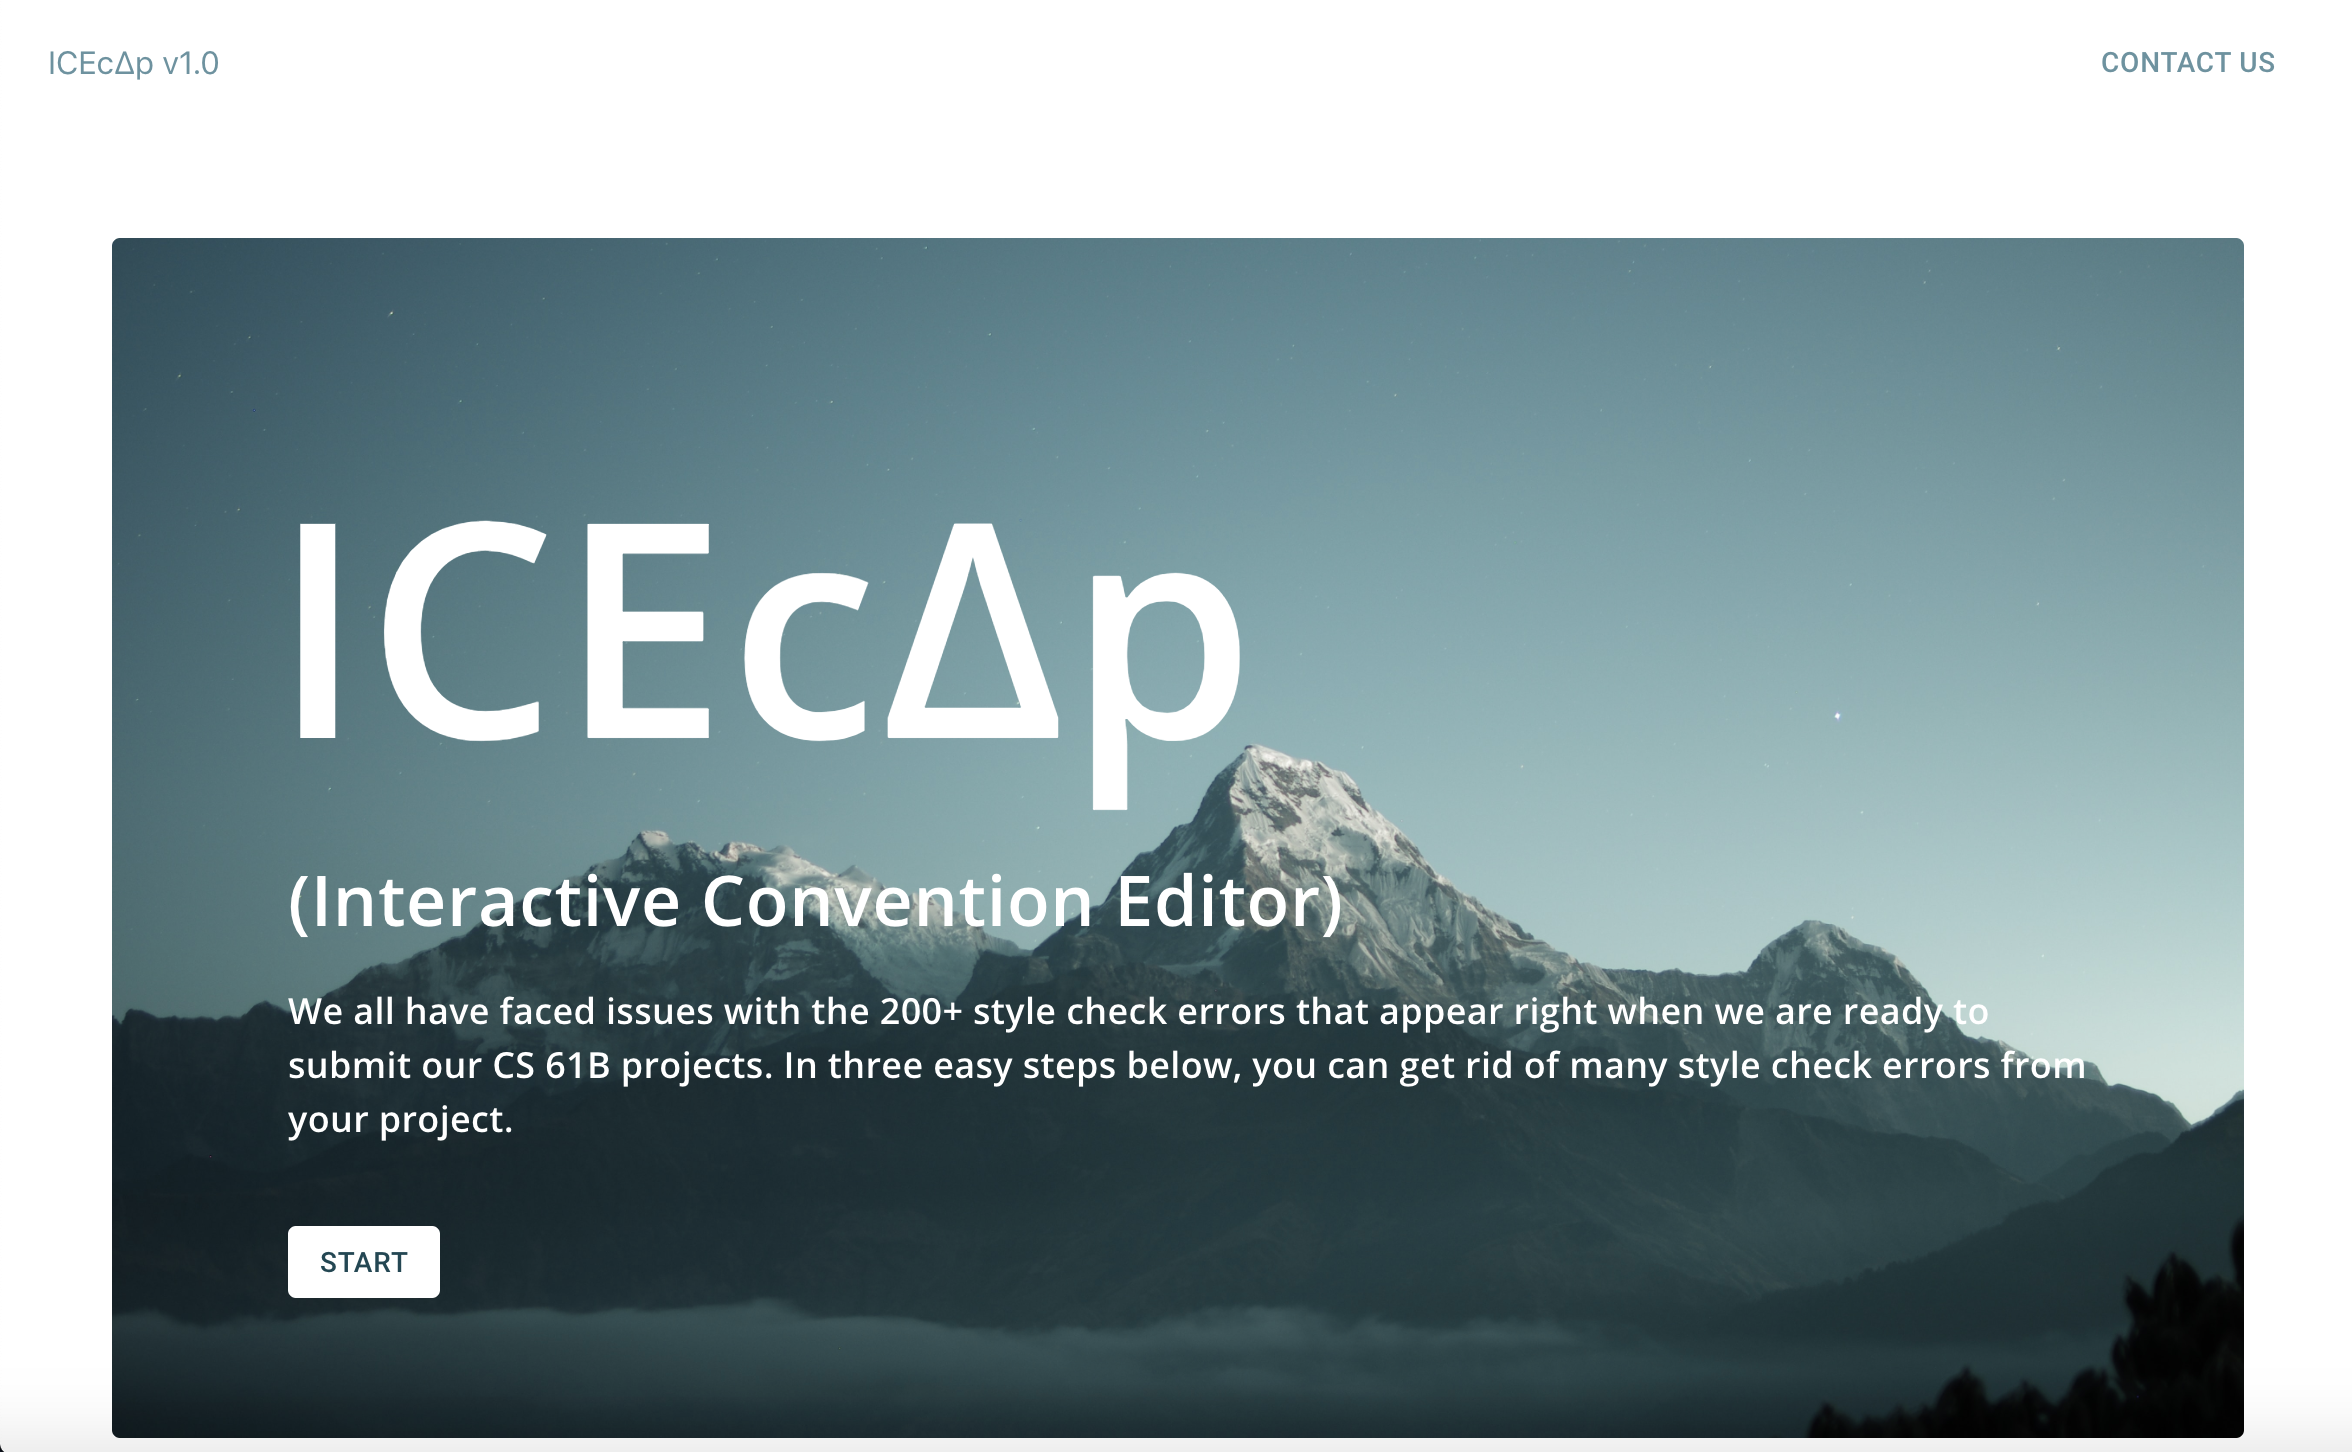 ICEcΔp v1.0
CONTACT US
ICEcΔp
(Interactive Convention Editor)
We all have faced issues with the 200+ style check errors that appear right when we are ready to
submit our CS 61B projects. In three easy steps below, you can get rid of many style check errors from
your project.
START